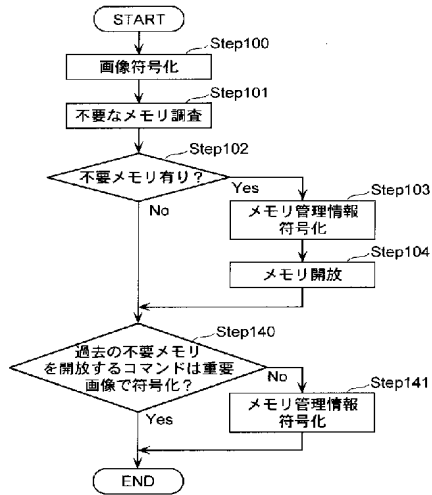 START
Step100
画像符号化
Step101
不要なメモリ調査
Step102
不要メモリ有り？
Yes
No
Step103
メモリ管理情報
符号化
Step104
メモリ開放
Step140
過去の不要メモリ
を開放するコマンドは重要
画像で符号化？
No
Yes
Step141
メモリ管理情報
符号化
END